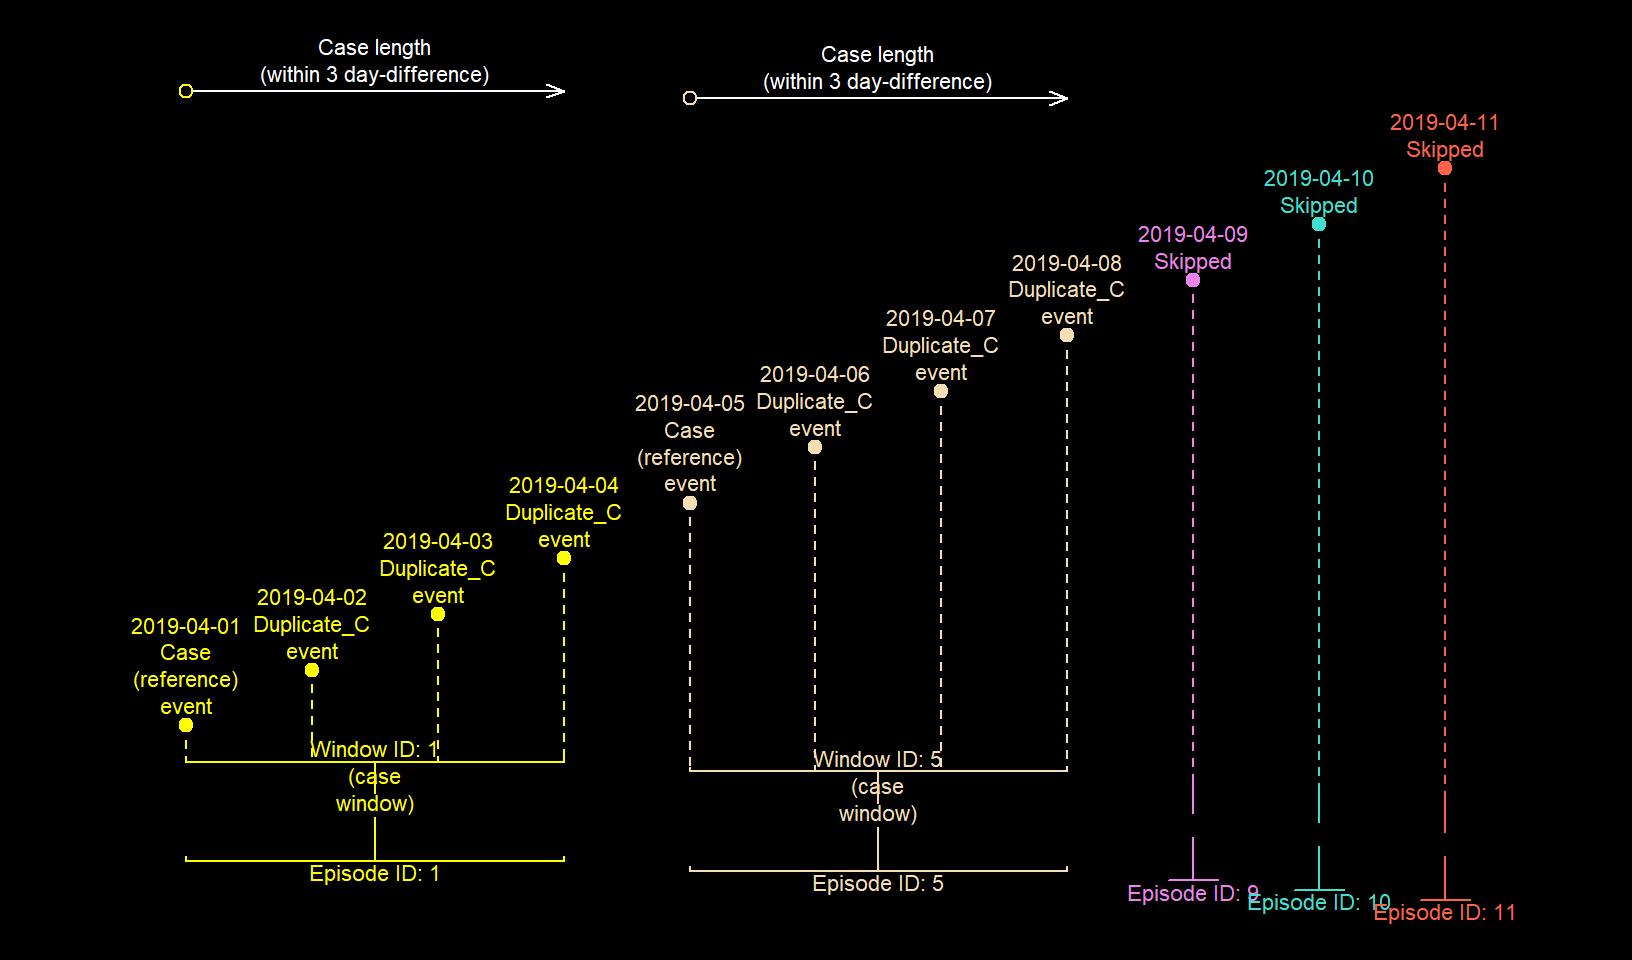 Case length
(within 3 day-difference)
Case length
(within 3 day-difference)
2019-04-11
Skipped
2019-04-10
Skipped
2019-04-09
Skipped
2019-04-08
Duplicate_C
event
2019-04-07
Duplicate_C
event
2019-04-06
Duplicate_C
event
2019-04-05
Case
(reference)
event
2019-04-04
Duplicate_C
event
2019-04-03
Duplicate_C
event
2019-04-02
Duplicate_C
event
2019-04-01
Case
(reference)
event
Window ID: 1
(case
window)
Window ID: 5
(case
window)
Episode ID: 1
Episode ID: 5
Episode ID: 9
Episode ID: 10
Episode ID: 11